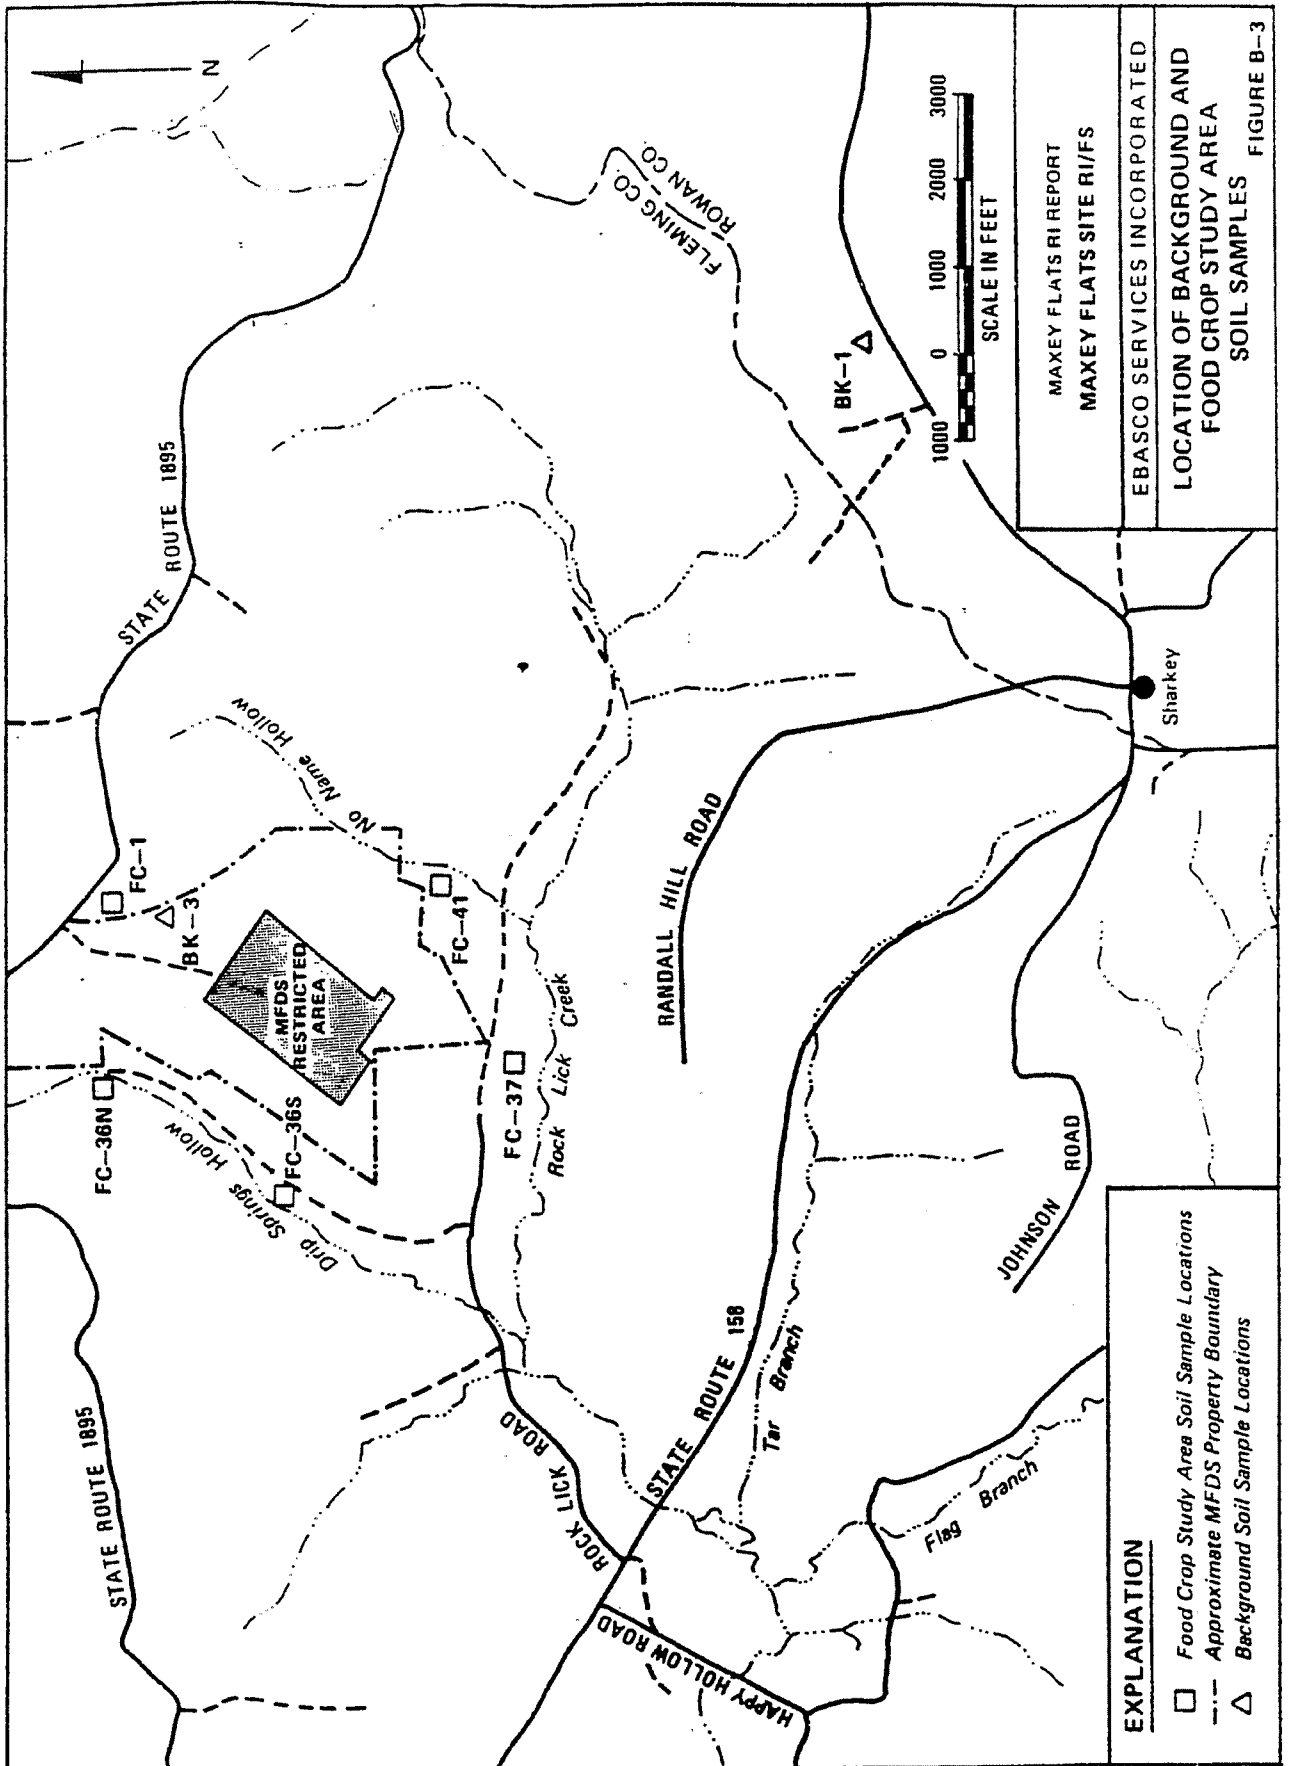 N
STATE ROUTE 1895
STATE ROUTE 1895
FLEMING CO.
ROWAN CO.
No Name Hollow
FC-1
BK-3
MFDS
RESTRICTED
AREA
FC-41
FC-36N
FC-36S
Drip Springs Hollow
FC-37
Rock Lick Creek
ROCK LICK ROAD
RANDALL HILL ROAD
STATE ROUTE 158
Tar Branch
HAPPY HOLLOW ROAD
Flag Branch
JOHNSON ROAD
Sharkey
BK-1
1000 0 1000 2000 3000
SCALE IN FEET
EXPLANATION
Food Crop Study Area Soil Sample Locations
Approximate MFDS Property Boundary
Background Soil Sample Locations
MAXEY FLATS RI REPORT
MAXEY FLATS SITE RI/FS
EBASCO SERVICES INCORPORATED
LOCATION OF BACKGROUND AND
FOOD CROP STUDY AREA
SOIL SAMPLES
FIGURE B-3